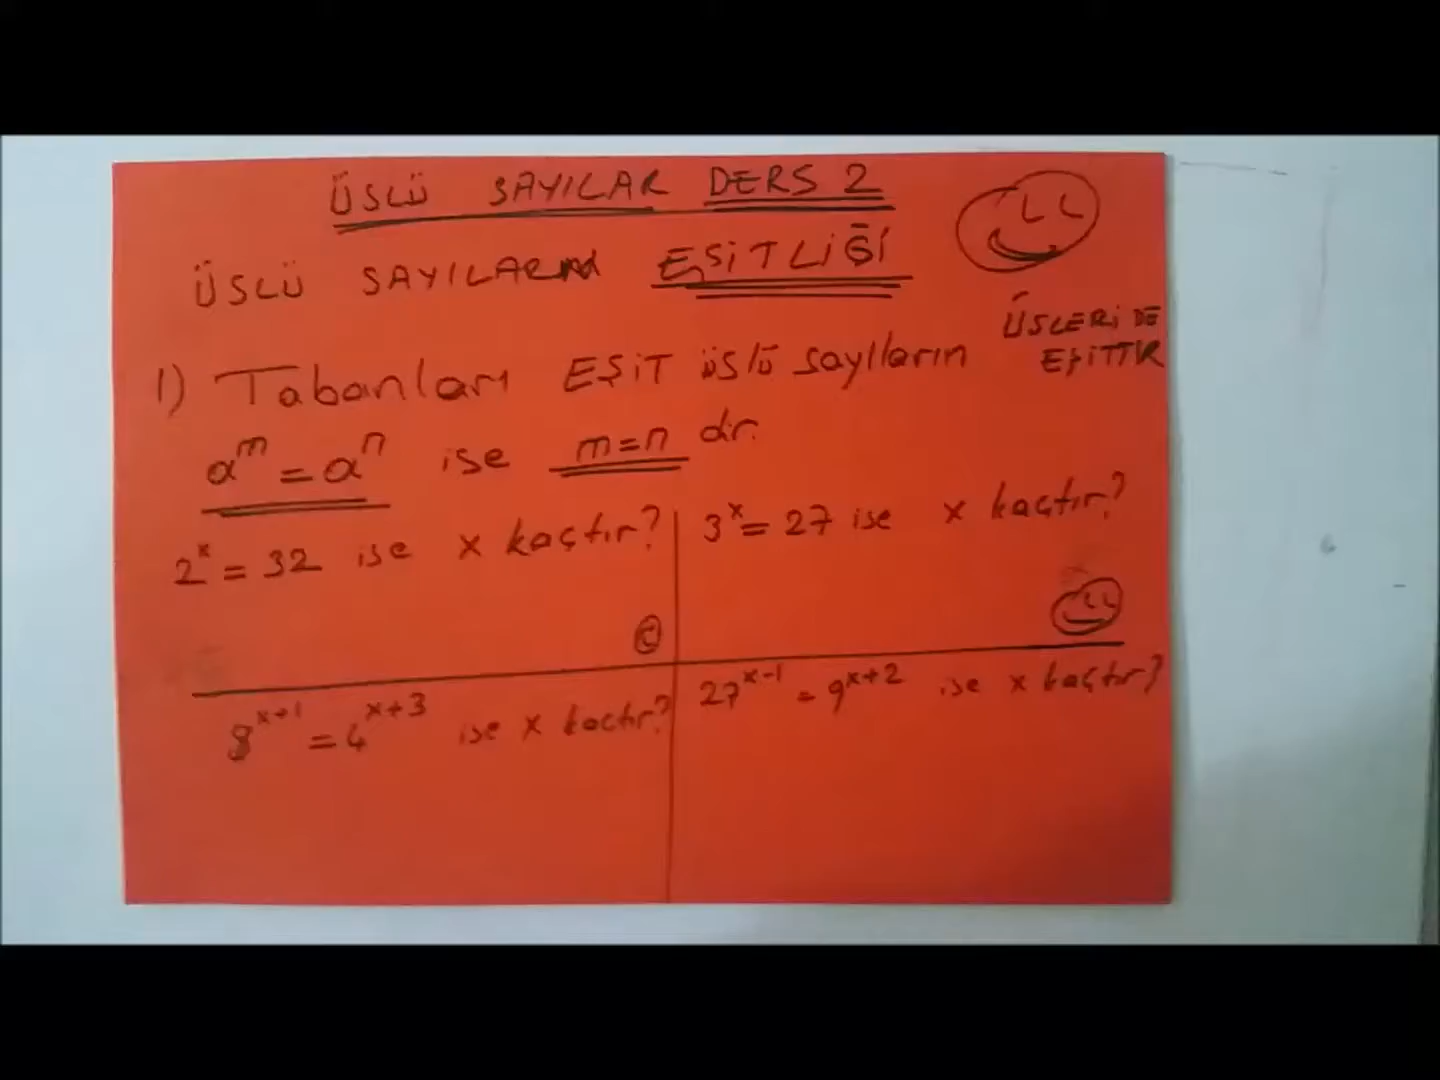 ÜSLÜ SAYILAR DERS 2
ÜSLÜ SAYILARIN EŞİTLİĞİ
1) Tabanları EŞİT üslü sayıların ÜSLERİ DE EŞİTTİR
a^m = a^n ise m=n dir.
2^x = 32 ise x kaçtır?
3^x = 27 ise x kaçtır?
8^x+1 = 4^x+3 ise x kaçtır?
27^x-1 = 9^x+2 ise x kaçtır?